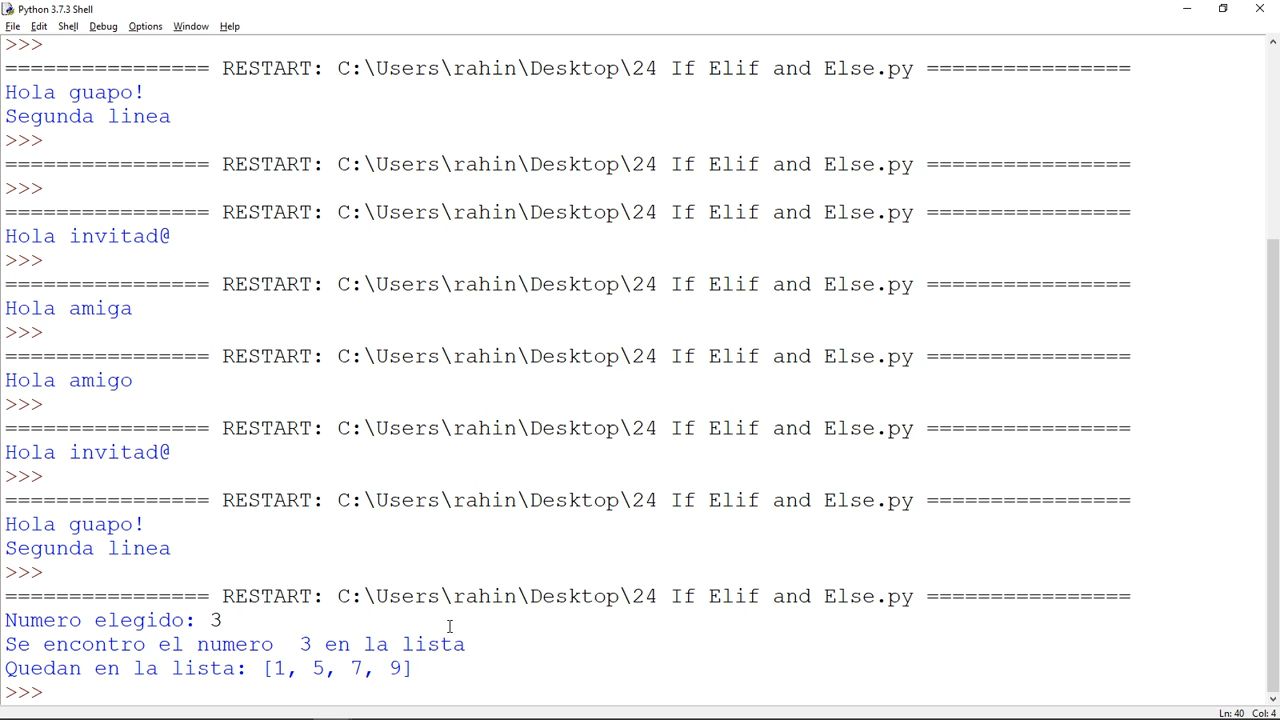 Python 3.7.3 Shell
File Edit Shell Debug Options Window Help
>>>
================ RESTART: C:\Users\rahin\Desktop\24 If Elif and Else.py ================
Hola guapo!
Segunda linea
>>>
================ RESTART: C:\Users\rahin\Desktop\24 If Elif and Else.py ================
>>>
================ RESTART: C:\Users\rahin\Desktop\24 If Elif and Else.py ================
Hola invitad@
>>>
================ RESTART: C:\Users\rahin\Desktop\24 If Elif and Else.py ================
Hola amiga
>>>
================ RESTART: C:\Users\rahin\Desktop\24 If Elif and Else.py ================
Hola amigo
>>>
================ RESTART: C:\Users\rahin\Desktop\24 If Elif and Else.py ================
Hola invitad@
>>>
================ RESTART: C:\Users\rahin\Desktop\24 If Elif and Else.py ================
Hola guapo!
Segunda linea
>>>
================ RESTART: C:\Users\rahin\Desktop\24 If Elif and Else.py ================
Numero elegido: 3
Se encontro el numero  3 en la lista
Quedan en la lista: [1, 5, 7, 9]
>>>
Ln: 40 Col: 4